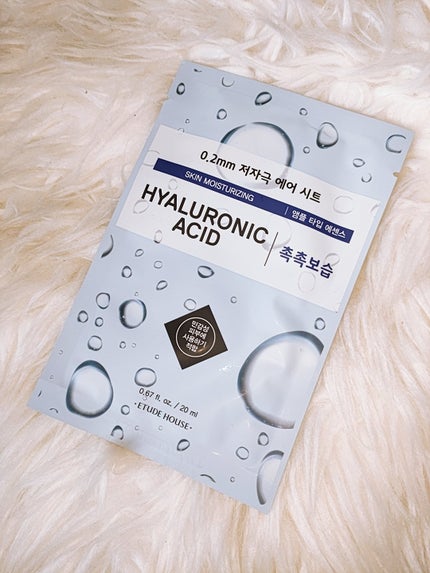 0.2mm 저자극 에어 시트
SKIN MOISTURIZING | 앰플 타입 에센스
HYALURONIC
ACID | 촉촉보습
민감성
피부에
사용하기
적합
0.67 fl. oz. / 20 ml
· ETUDE HOUSE ·